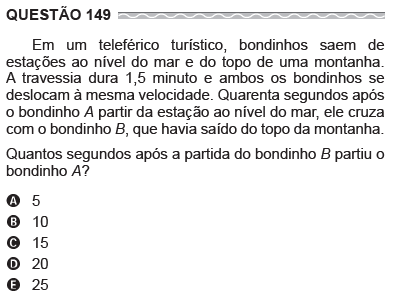 QUESTÃO 149
Em um teleférico turístico, bondinhos saem de
estações ao nível do mar e do topo de uma montanha.
A travessia dura 1,5 minuto e ambos os bondinhos se
deslocam à mesma velocidade. Quarenta segundos após
o bondinho A partir da estação ao nível do mar, ele cruza
com o bondinho B, que havia saído do topo da montanha.
Quantos segundos após a partida do bondinho B partiu o
bondinho A?
A 5
B 10
C 15
D 20
E 25